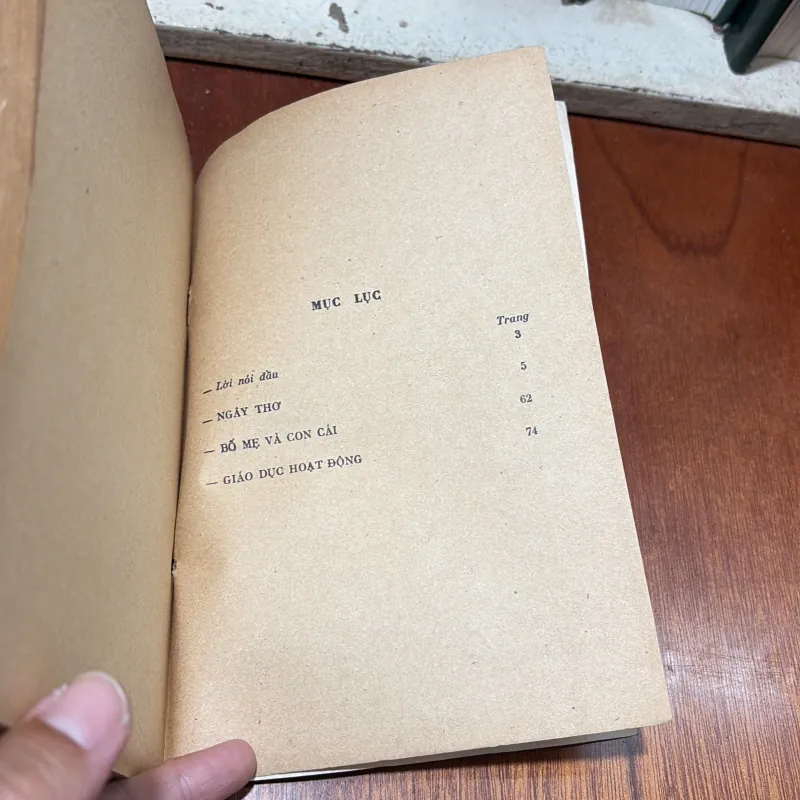 MỤC LỤC
Trang
— Lời nói đầu 3
— NGÂY THƠ 5
— BỐ MẸ VÀ CON CÁI 62
— GIÁO DỤC HOẠT ĐỘNG 74